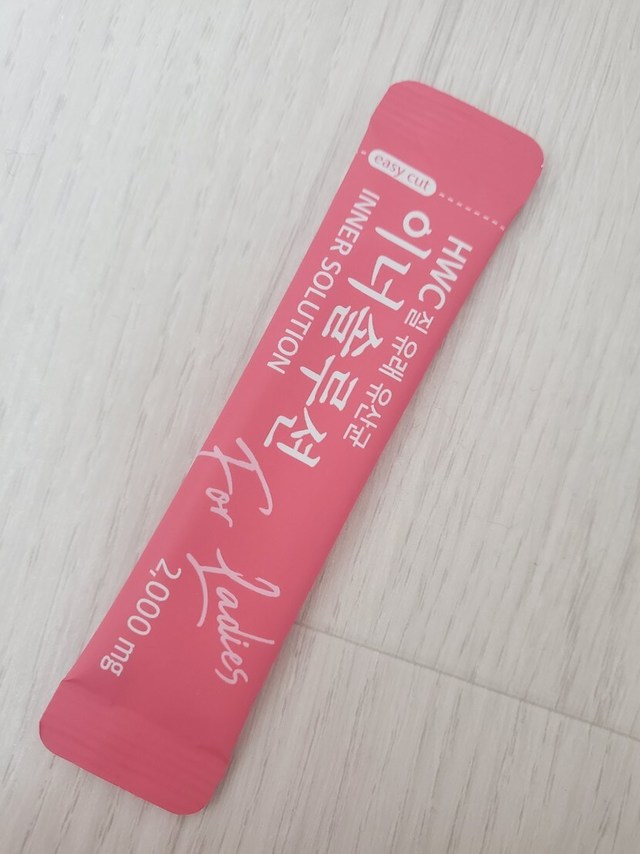 easy cut
HWC 질 유래 유산균
이너솔루션
INNER SOLUTION
For Ladies
2,000 mg